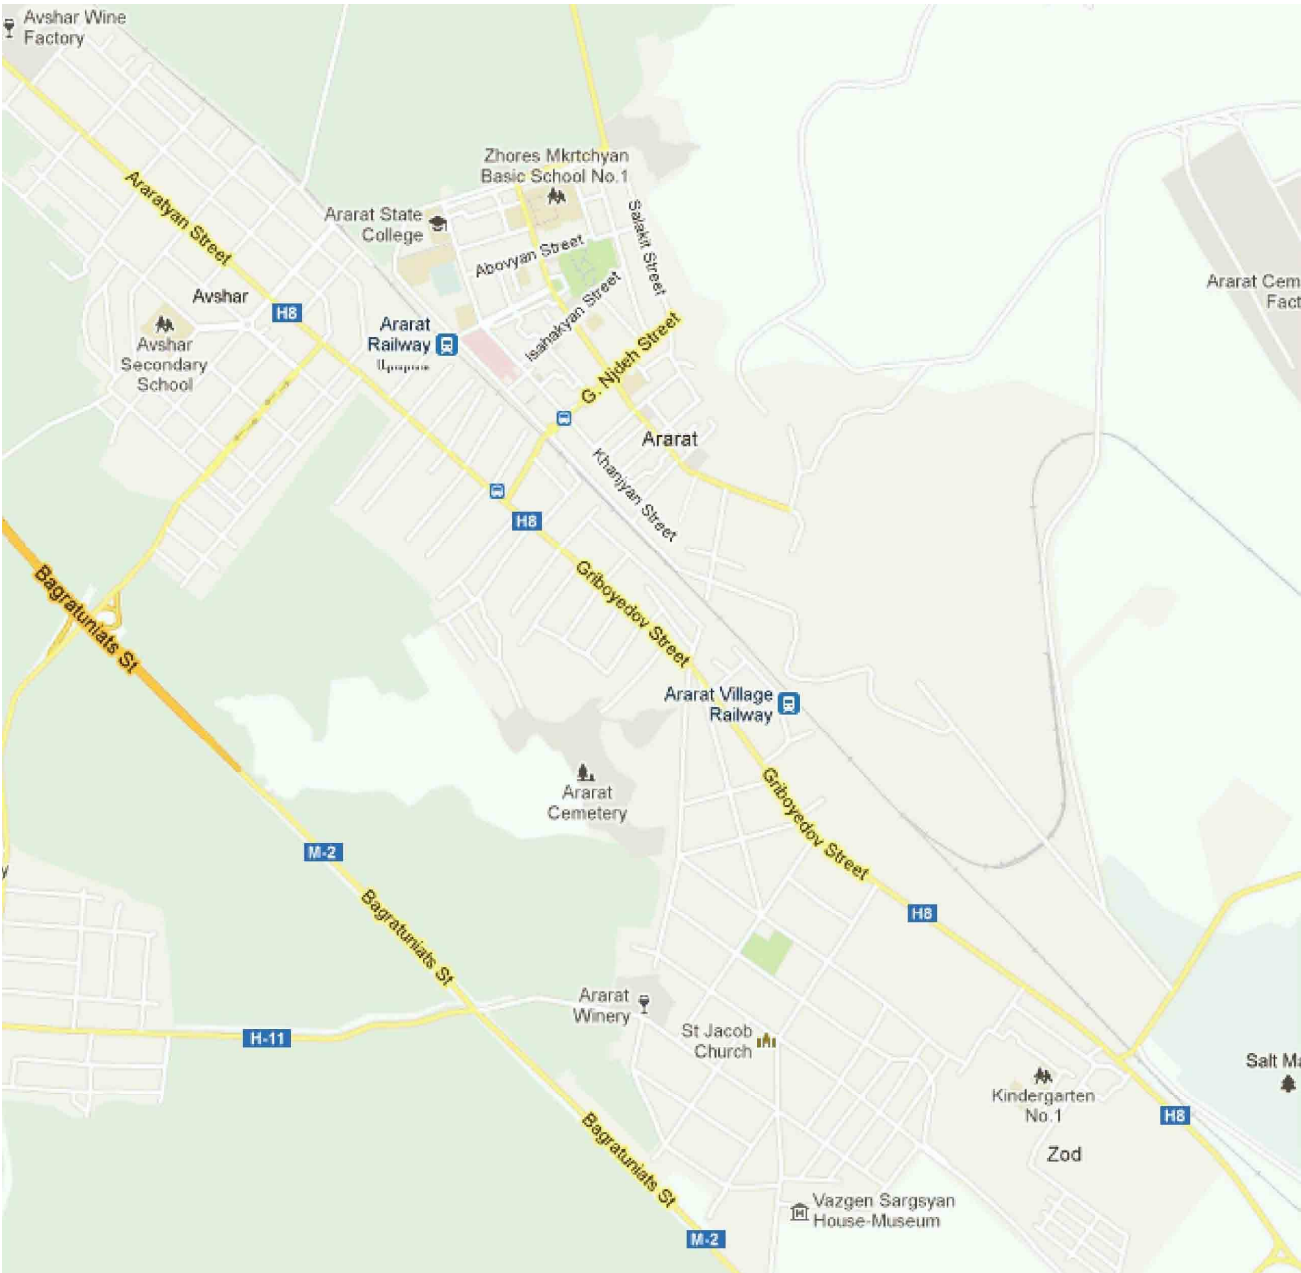 Avshar Wine
Factory
Zhores Mkrtchyan
Basic School No.1
Araratyan Street
Ararat State
College
Salakit Street
Abovyan Street
Isahakyan Street
Ararat Cem
Fact
Avshar
H8
Ararat
Railway
Avshar
Secondary
School
G. Njdeh Street
Ararat
Khanjyan Street
H8
Bagratuniats St
Griboyedov Street
Ararat Village
Railway
Ararat
Cemetery
Griboyedov Street
M-2
y
Bagratuniats St
H8
Ararat
Winery
H-11
St Jacob
Church
Salt Ma
Kindergarten
No.1
H8
Bagratuniats St
Zod
Vazgen Sargsyan
House-Museum
M-2